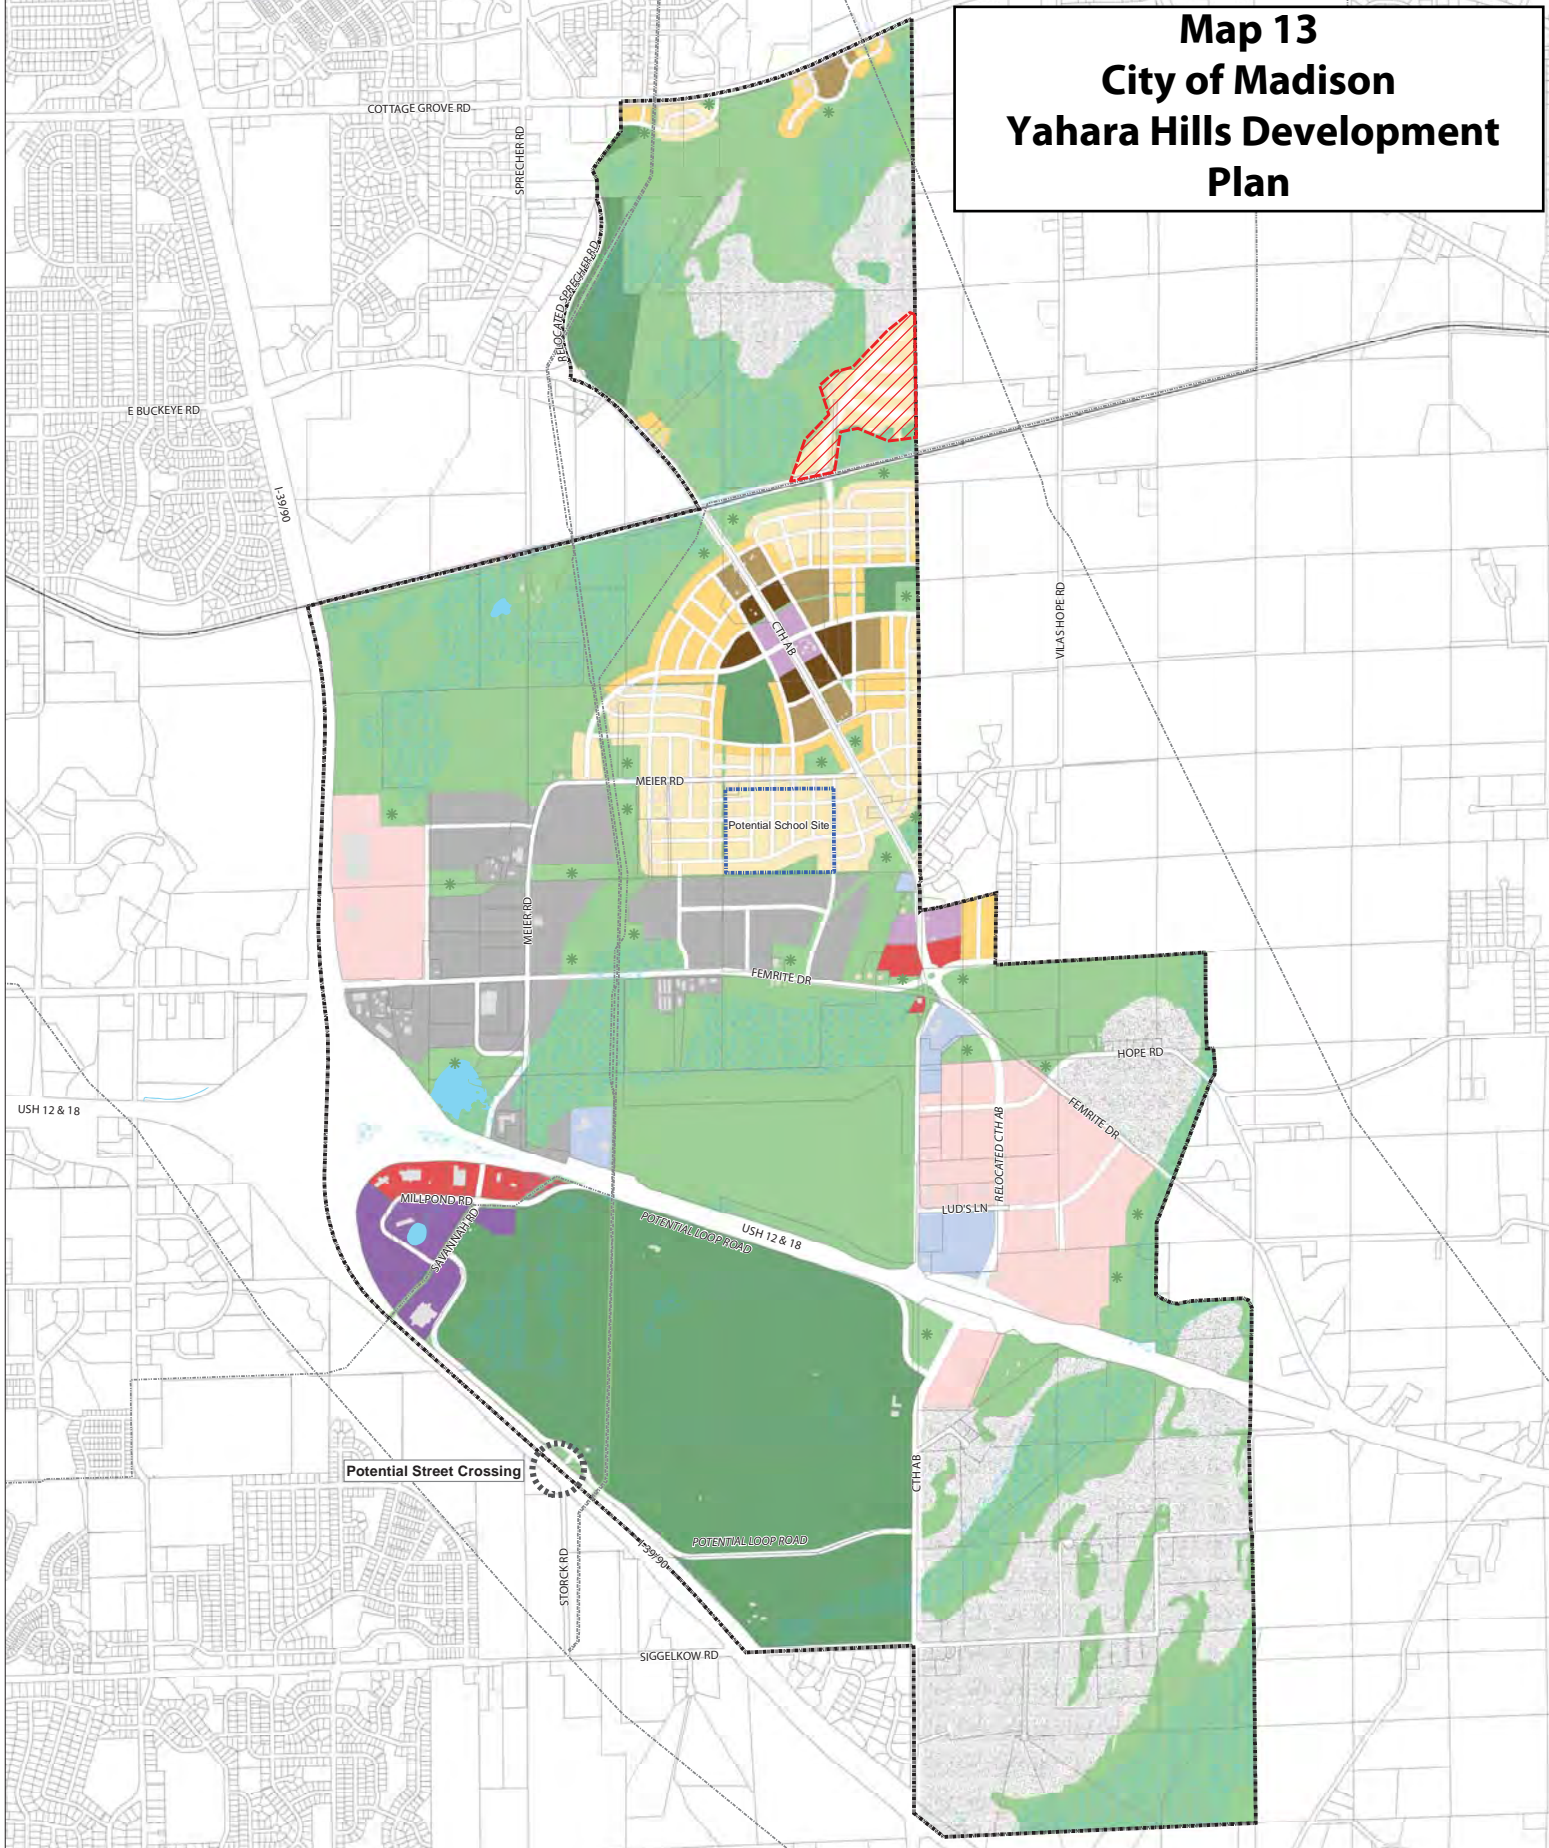 Map 13
City of Madison
Yahara Hills Development
Plan
COTTAGE GROVE RD
SPRECHER RD
RELOCATED SPRECHER RD
E BUCKEYE RD
I-39/90
CTH AB
VILAS HOPE RD
MEIER RD
Potential School Site
MEIER RD
FEMRITE DR
HOPE RD
FEMRITE DR
USH 12 & 18
RELOCATED CTH AB
LUD'S LN
MILLPOND RD
SAVANNAH RD
POTENTIAL LOOP ROAD
USH 12 & 18
Potential Street Crossing
CTH AB
POTENTIAL LOOP ROAD
I-39/90
STORCK RD
SIGGELKOW RD